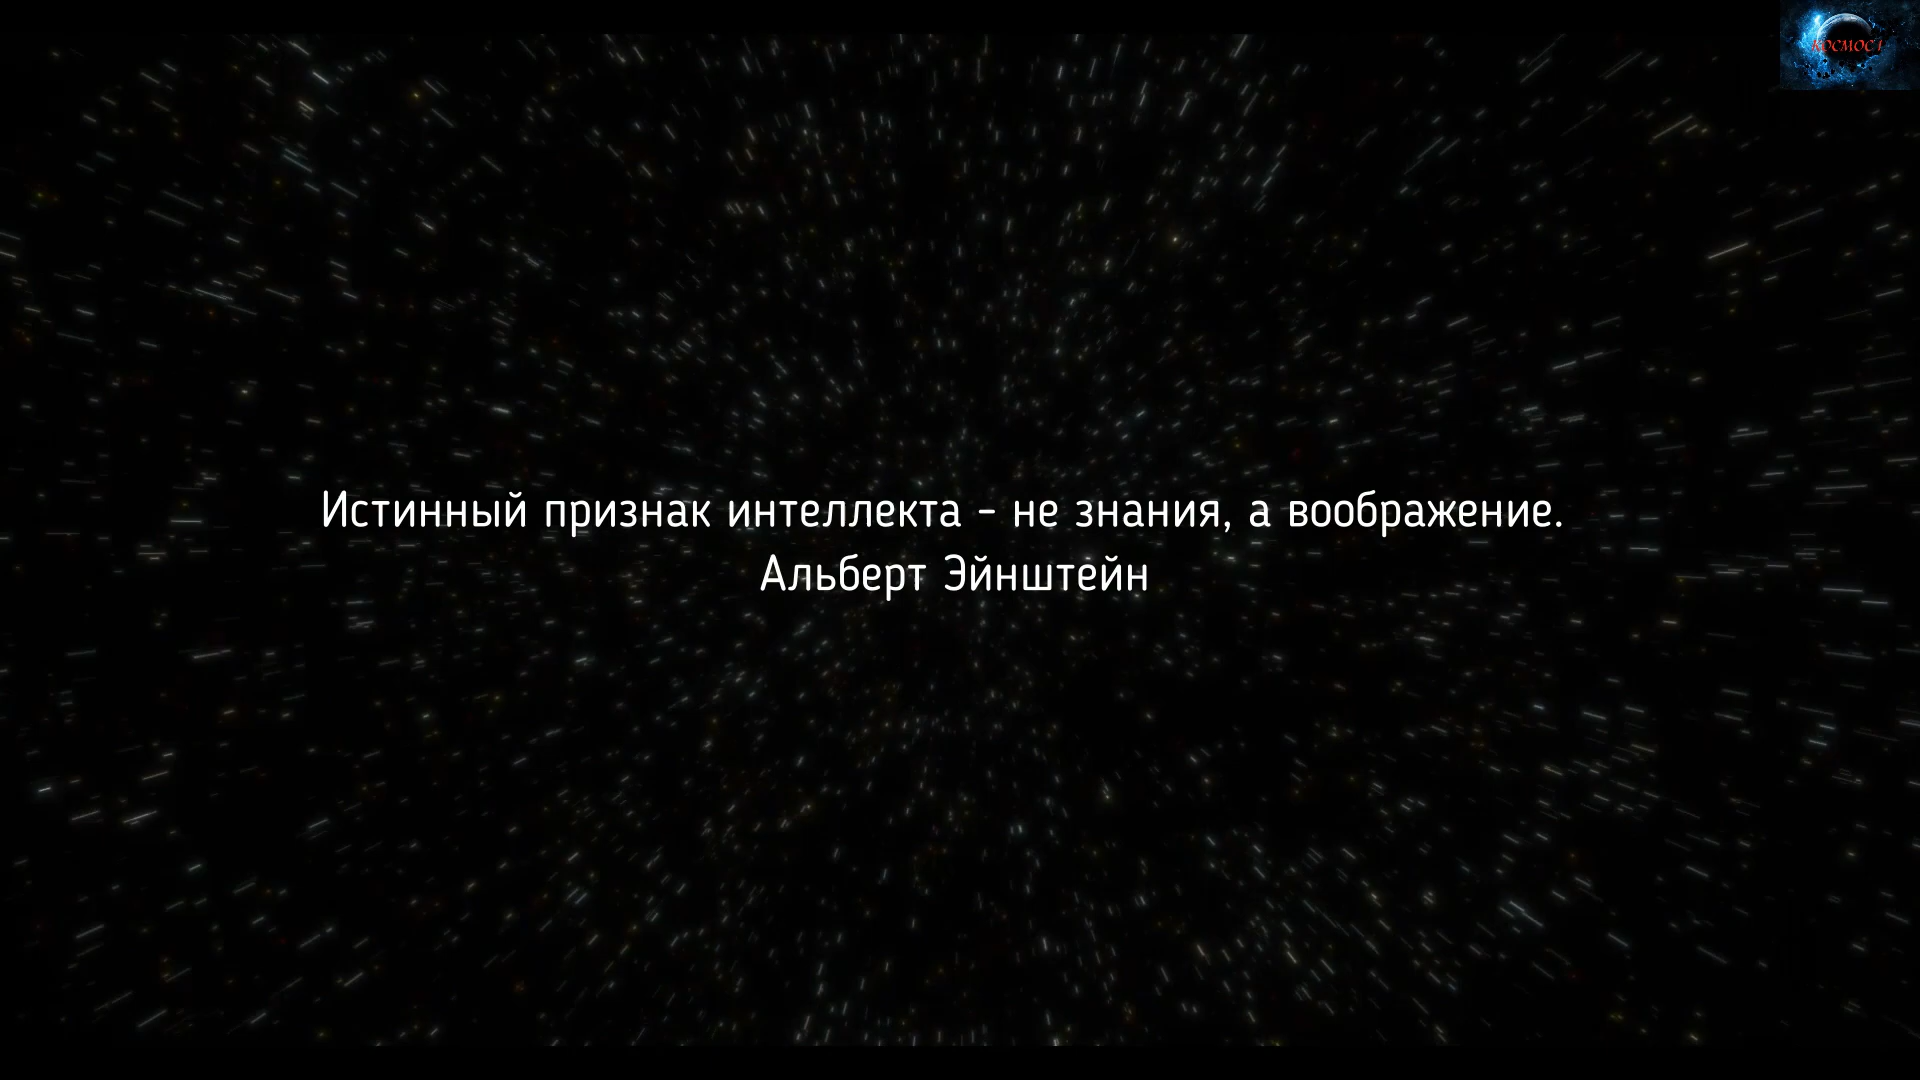 Истинный признак интеллекта - не знания, а воображение.
Альберт Эйнштейн